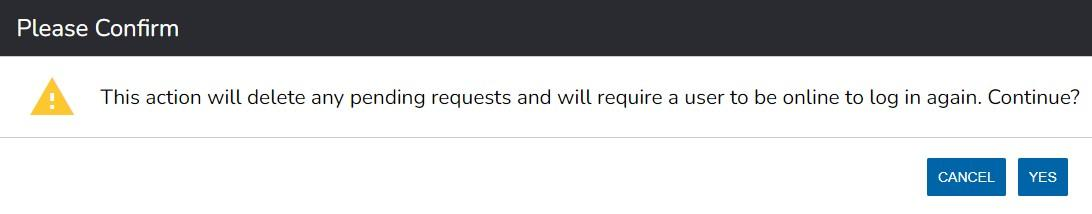 Please Confirm
This action will delete any pending requests and will require a user to be online to log in again. Continue?
CANCEL YES